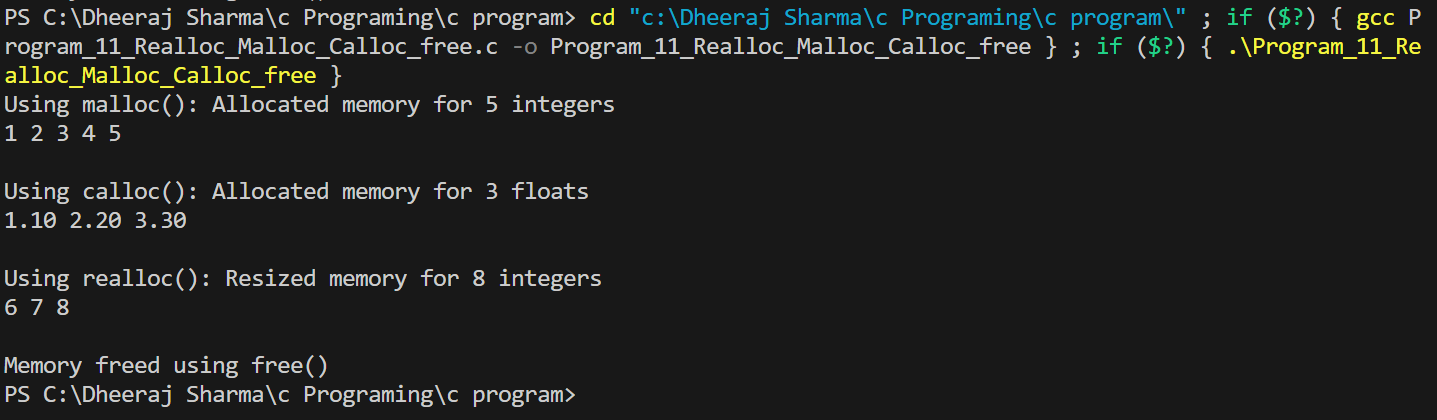 PS C:\Dheeraj Sharma\c Programing\c program> cd "c:\Dheeraj Sharma\c Programing\c program\" ; if ($?) { gcc P
rogram_11_Realloc_Malloc_Calloc_free.c -o Program_11_Realloc_Malloc_Calloc_free } ; if ($?) { .\Program_11_Re
alloc_Malloc_Calloc_free }
Using malloc(): Allocated memory for 5 integers
1 2 3 4 5
Using calloc(): Allocated memory for 3 floats
1.10 2.20 3.30
Using realloc(): Resized memory for 8 integers
6 7 8
Memory freed using free()
PS C:\Dheeraj Sharma\c Programing\c program>